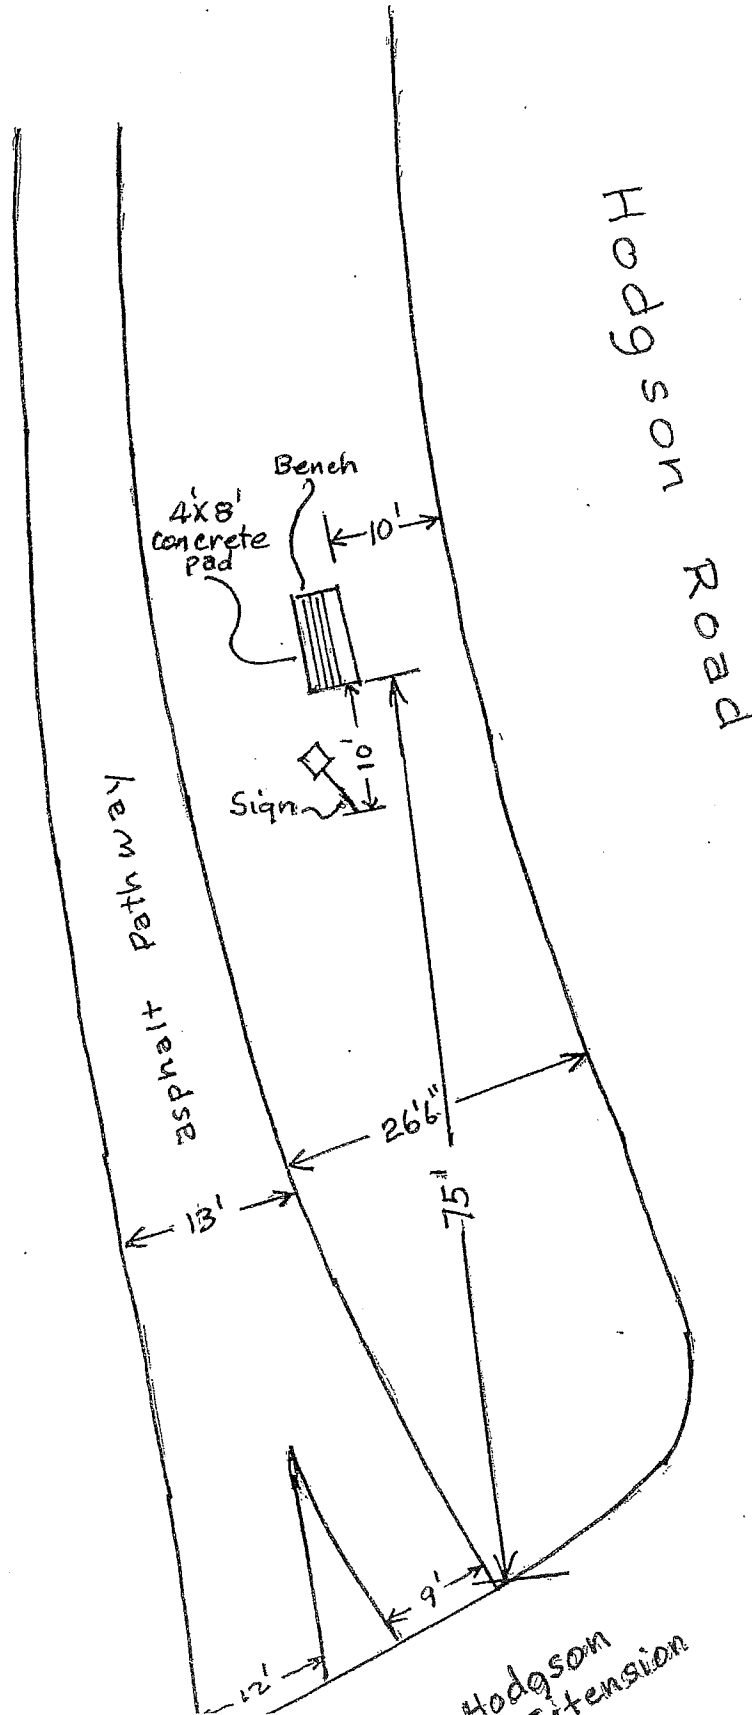 Hodgson Road
Bench
4'X8'
concrete
pad
10'
10'
Sign
asphalt pathway
26'6"
13'
75'
9'
12'
Hodgson
Extension